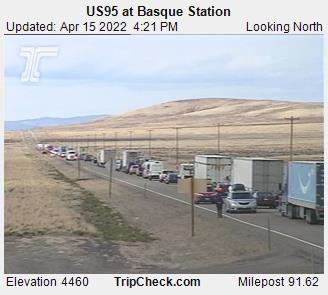 US95 at Basque Station
Updated: Apr 15 2022 4:21 PM Looking North
Elevation 4460 TripCheck.com Milepost 91.62